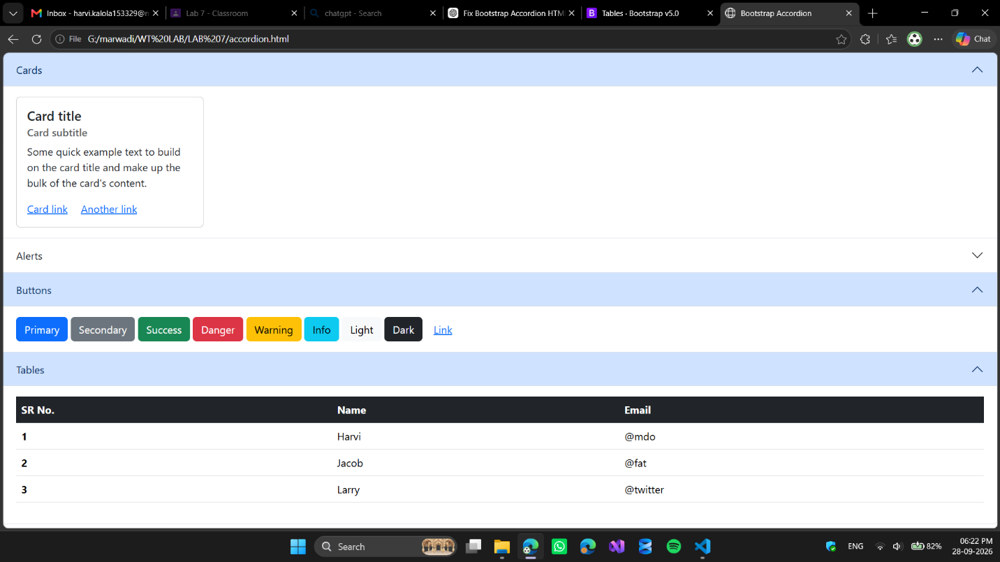 Inbox - harvi.kalola153329@n
Lab 7 - Classroom
chatgpt - Search
Fix Bootstrap Accordion HTM
Tables · Bootstrap v5.0
Bootstrap Accordion
File G:/marwadi/WT%20LAB/LAB%207/accordion.html
Chat
Cards
Card title
Card subtitle
Some quick example text to build
on the card title and make up the
bulk of the card's content.
Card link Another link
Alerts
Buttons
Primary Secondary Success Danger Warning Info Light Dark Link
Tables
SR No. Name Email
1 Harvi @mdo
2 Jacob @fat
3 Larry @twitter
Search
ENG
82%
06:22 PM
28-09-2026